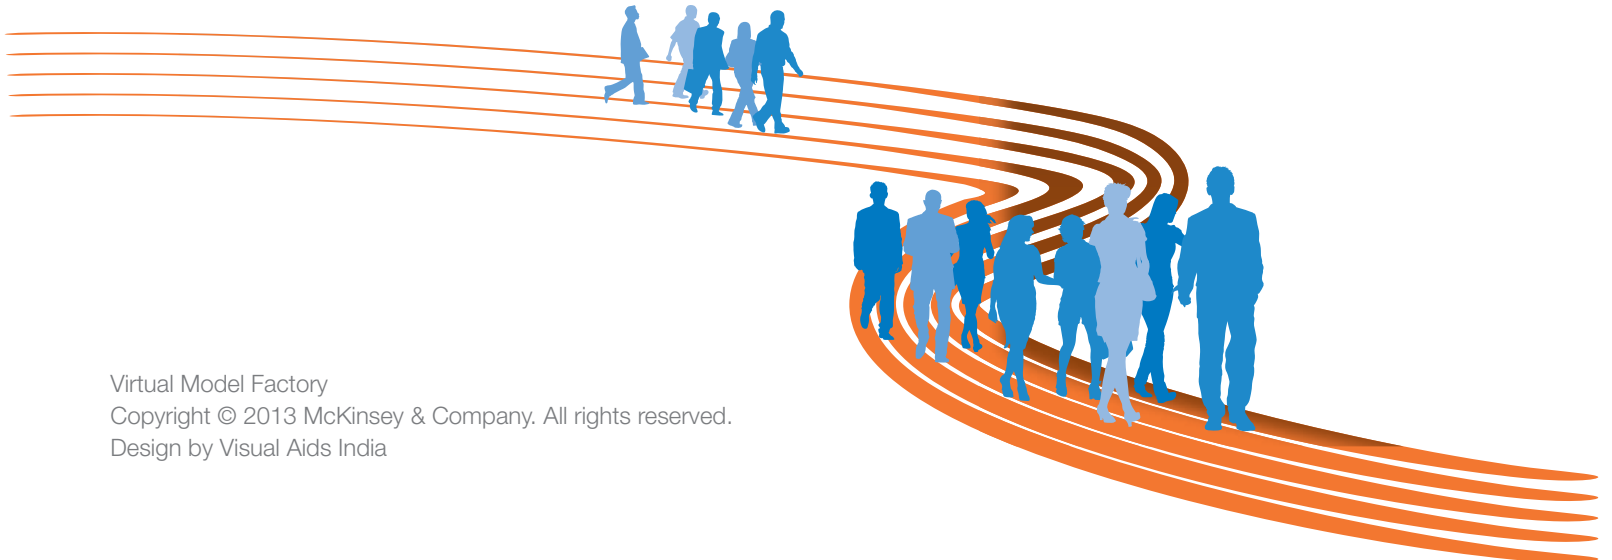 Virtual Model Factory
Copyright © 2013 McKinsey & Company. All rights reserved.
Design by Visual Aids India